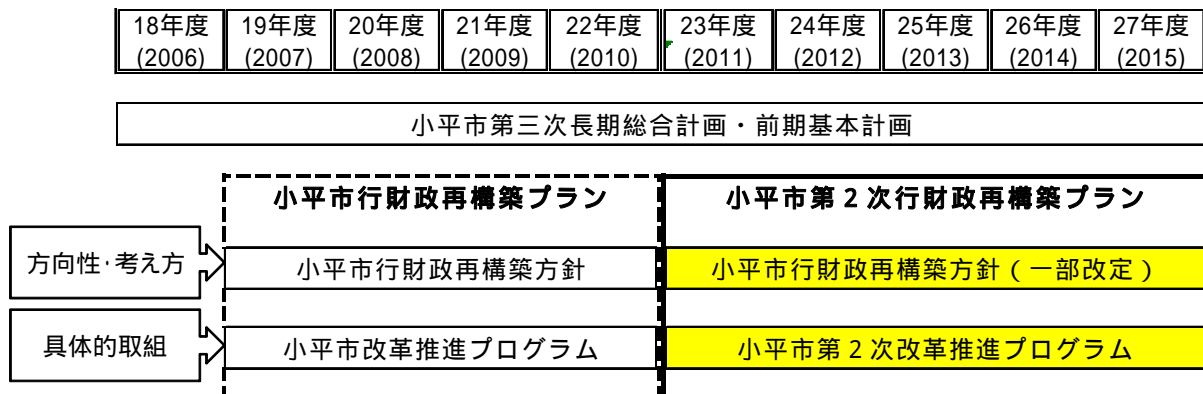 18年度 19年度 20年度 21年度 22年度 23年度 24年度 25年度 26年度 27年度
(2006) (2007) (2008) (2009) (2010) (2011) (2012) (2013) (2014) (2015)
小平市第三次長期総合計画・前期基本計画
小平市行財政再構築プラン 小平市第2次行財政再構築プラン
方向性・考え方 小平市行財政再構築方針 小平市行財政再構築方針(一部改定)
具体的取組 小平市改革推進プログラム 小平市第2次改革推進プログラム